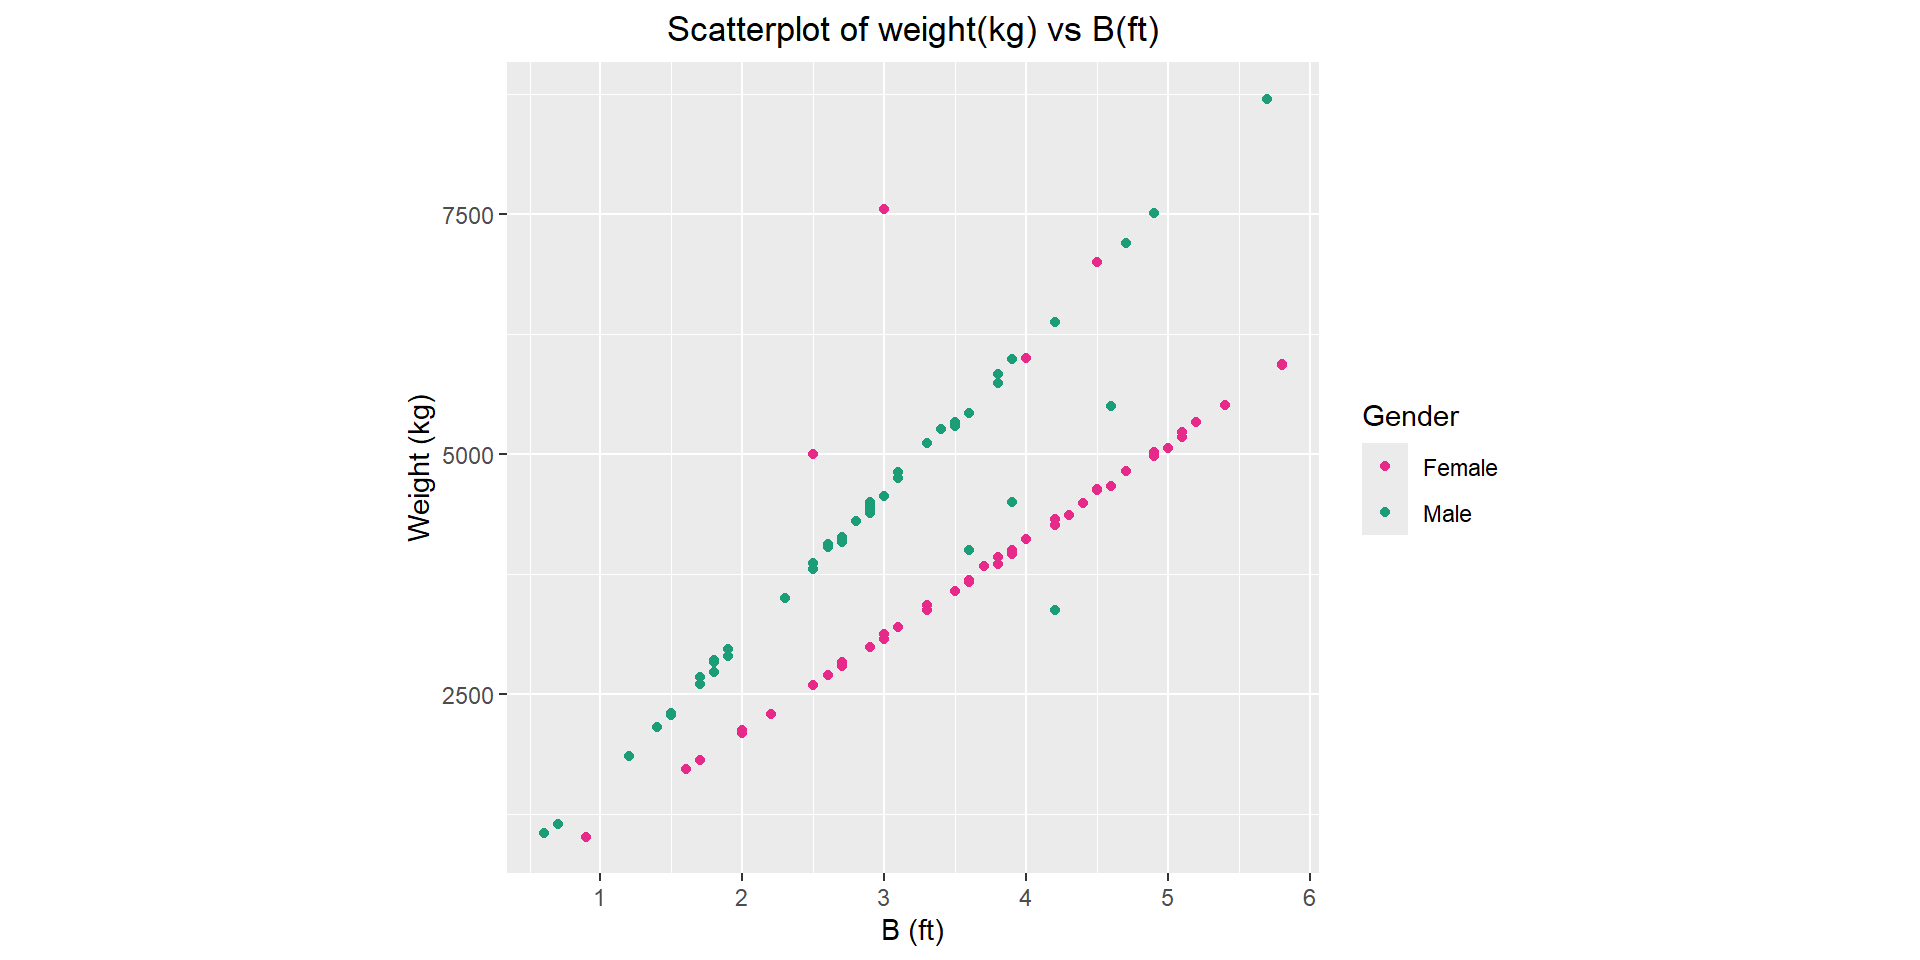 Scatterplot of weight(kg) vs B(ft)
Weight (kg)
7500
5000
2500
1 2 3 4 5 6
B (ft)
Gender
Female
Male